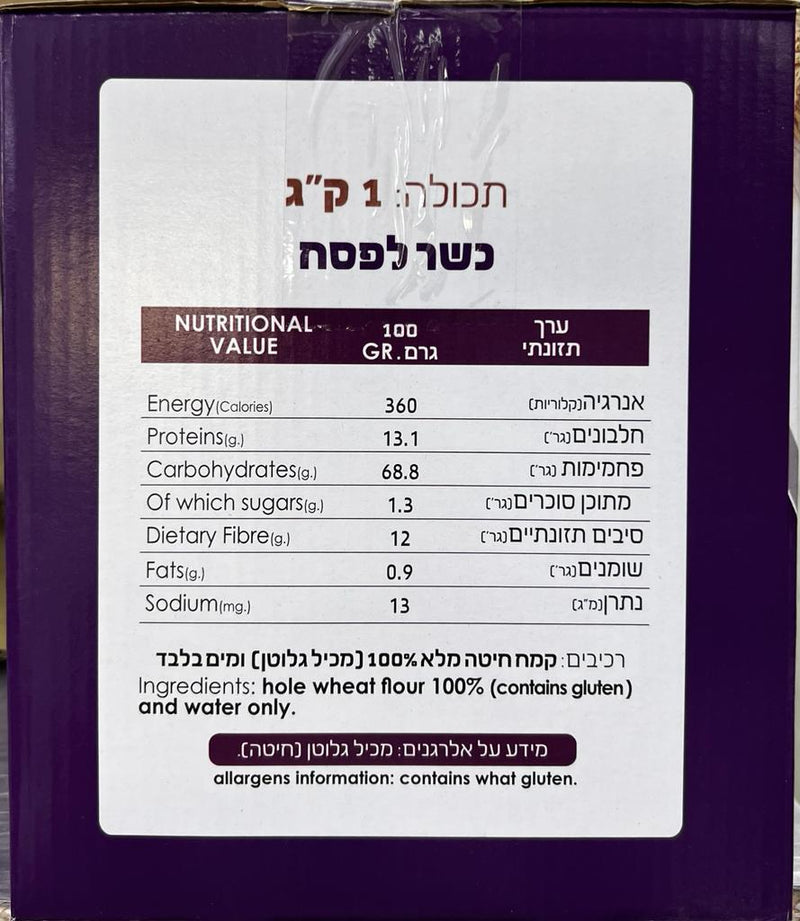 תכולה: 1 ק"ג
כשר לפסח
NUTRITIONAL VALUE 100 גרם. GR ערך תזונתי
Energy(Calories) 360 אנרגיה(קלוריות)
Proteins(g.) 13.1 חלבונים(גר')
Carbohydrates(g.) 68.8 פחמימות (גר')
Of which sugars(g.) 1.3 מתוכן סוכרים(גר')
Dietary Fibre(g.) 12 סיבים תזונתיים(גר')
Fats(g.) 0.9 שומנים(גר')
Sodium(mg.) 13 נתרן(מ"ג)
רכיבים: קמח חיטה מלא 100% (מכיל גלוטן) ומים בלבד
Ingredients: hole wheat flour 100% (contains gluten)
and water only.
מידע על אלרגנים: מכיל גלוטן (חיטה).
allargens information: contains what gluten.